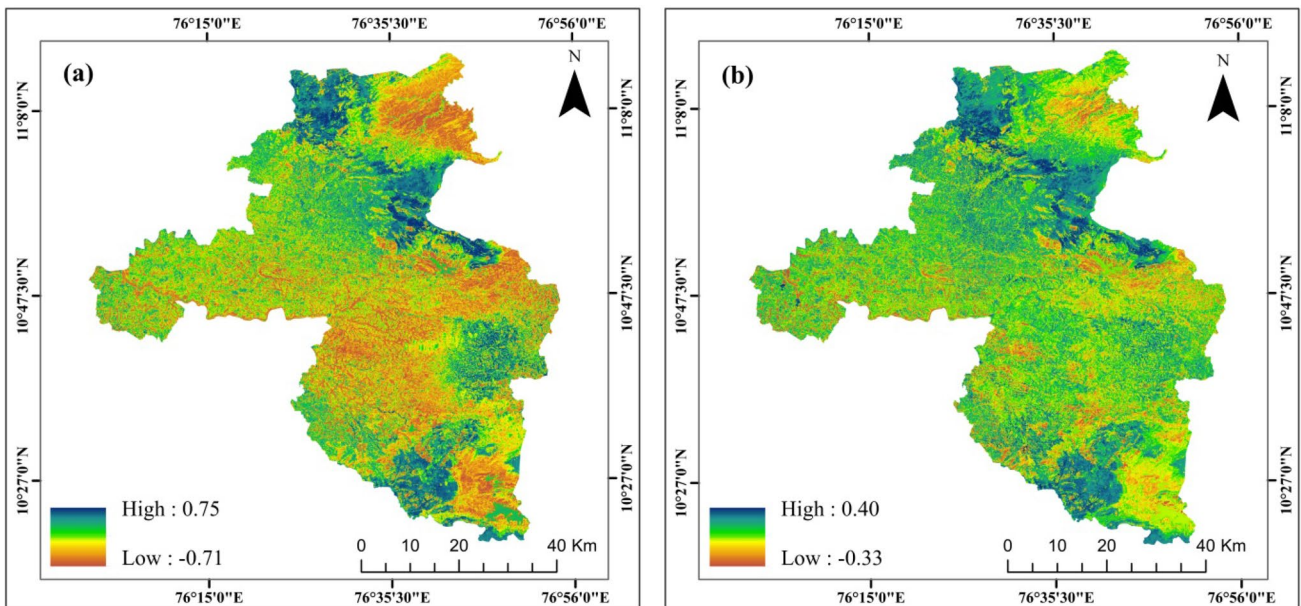 76°15'0"E 76°35'30"E 76°56'0"E
(a)
N
11°8'0"N 11°8'0"N
10°47'30"N 10°47'30"N
10°27'0"N 10°27'0"N
High : 0.75
Low : -0.71
0 10 20 40 Km
76°15'0"E 76°35'30"E 76°56'0"E
76°15'0"E 76°35'30"E 76°56'0"E
(b)
N
11°8'0"N 11°8'0"N
10°47'30"N 10°47'30"N
10°27'0"N 10°27'0"N
High : 0.40
Low : -0.33
0 10 20 40 Km
76°15'0"E 76°35'30"E 76°56'0"E